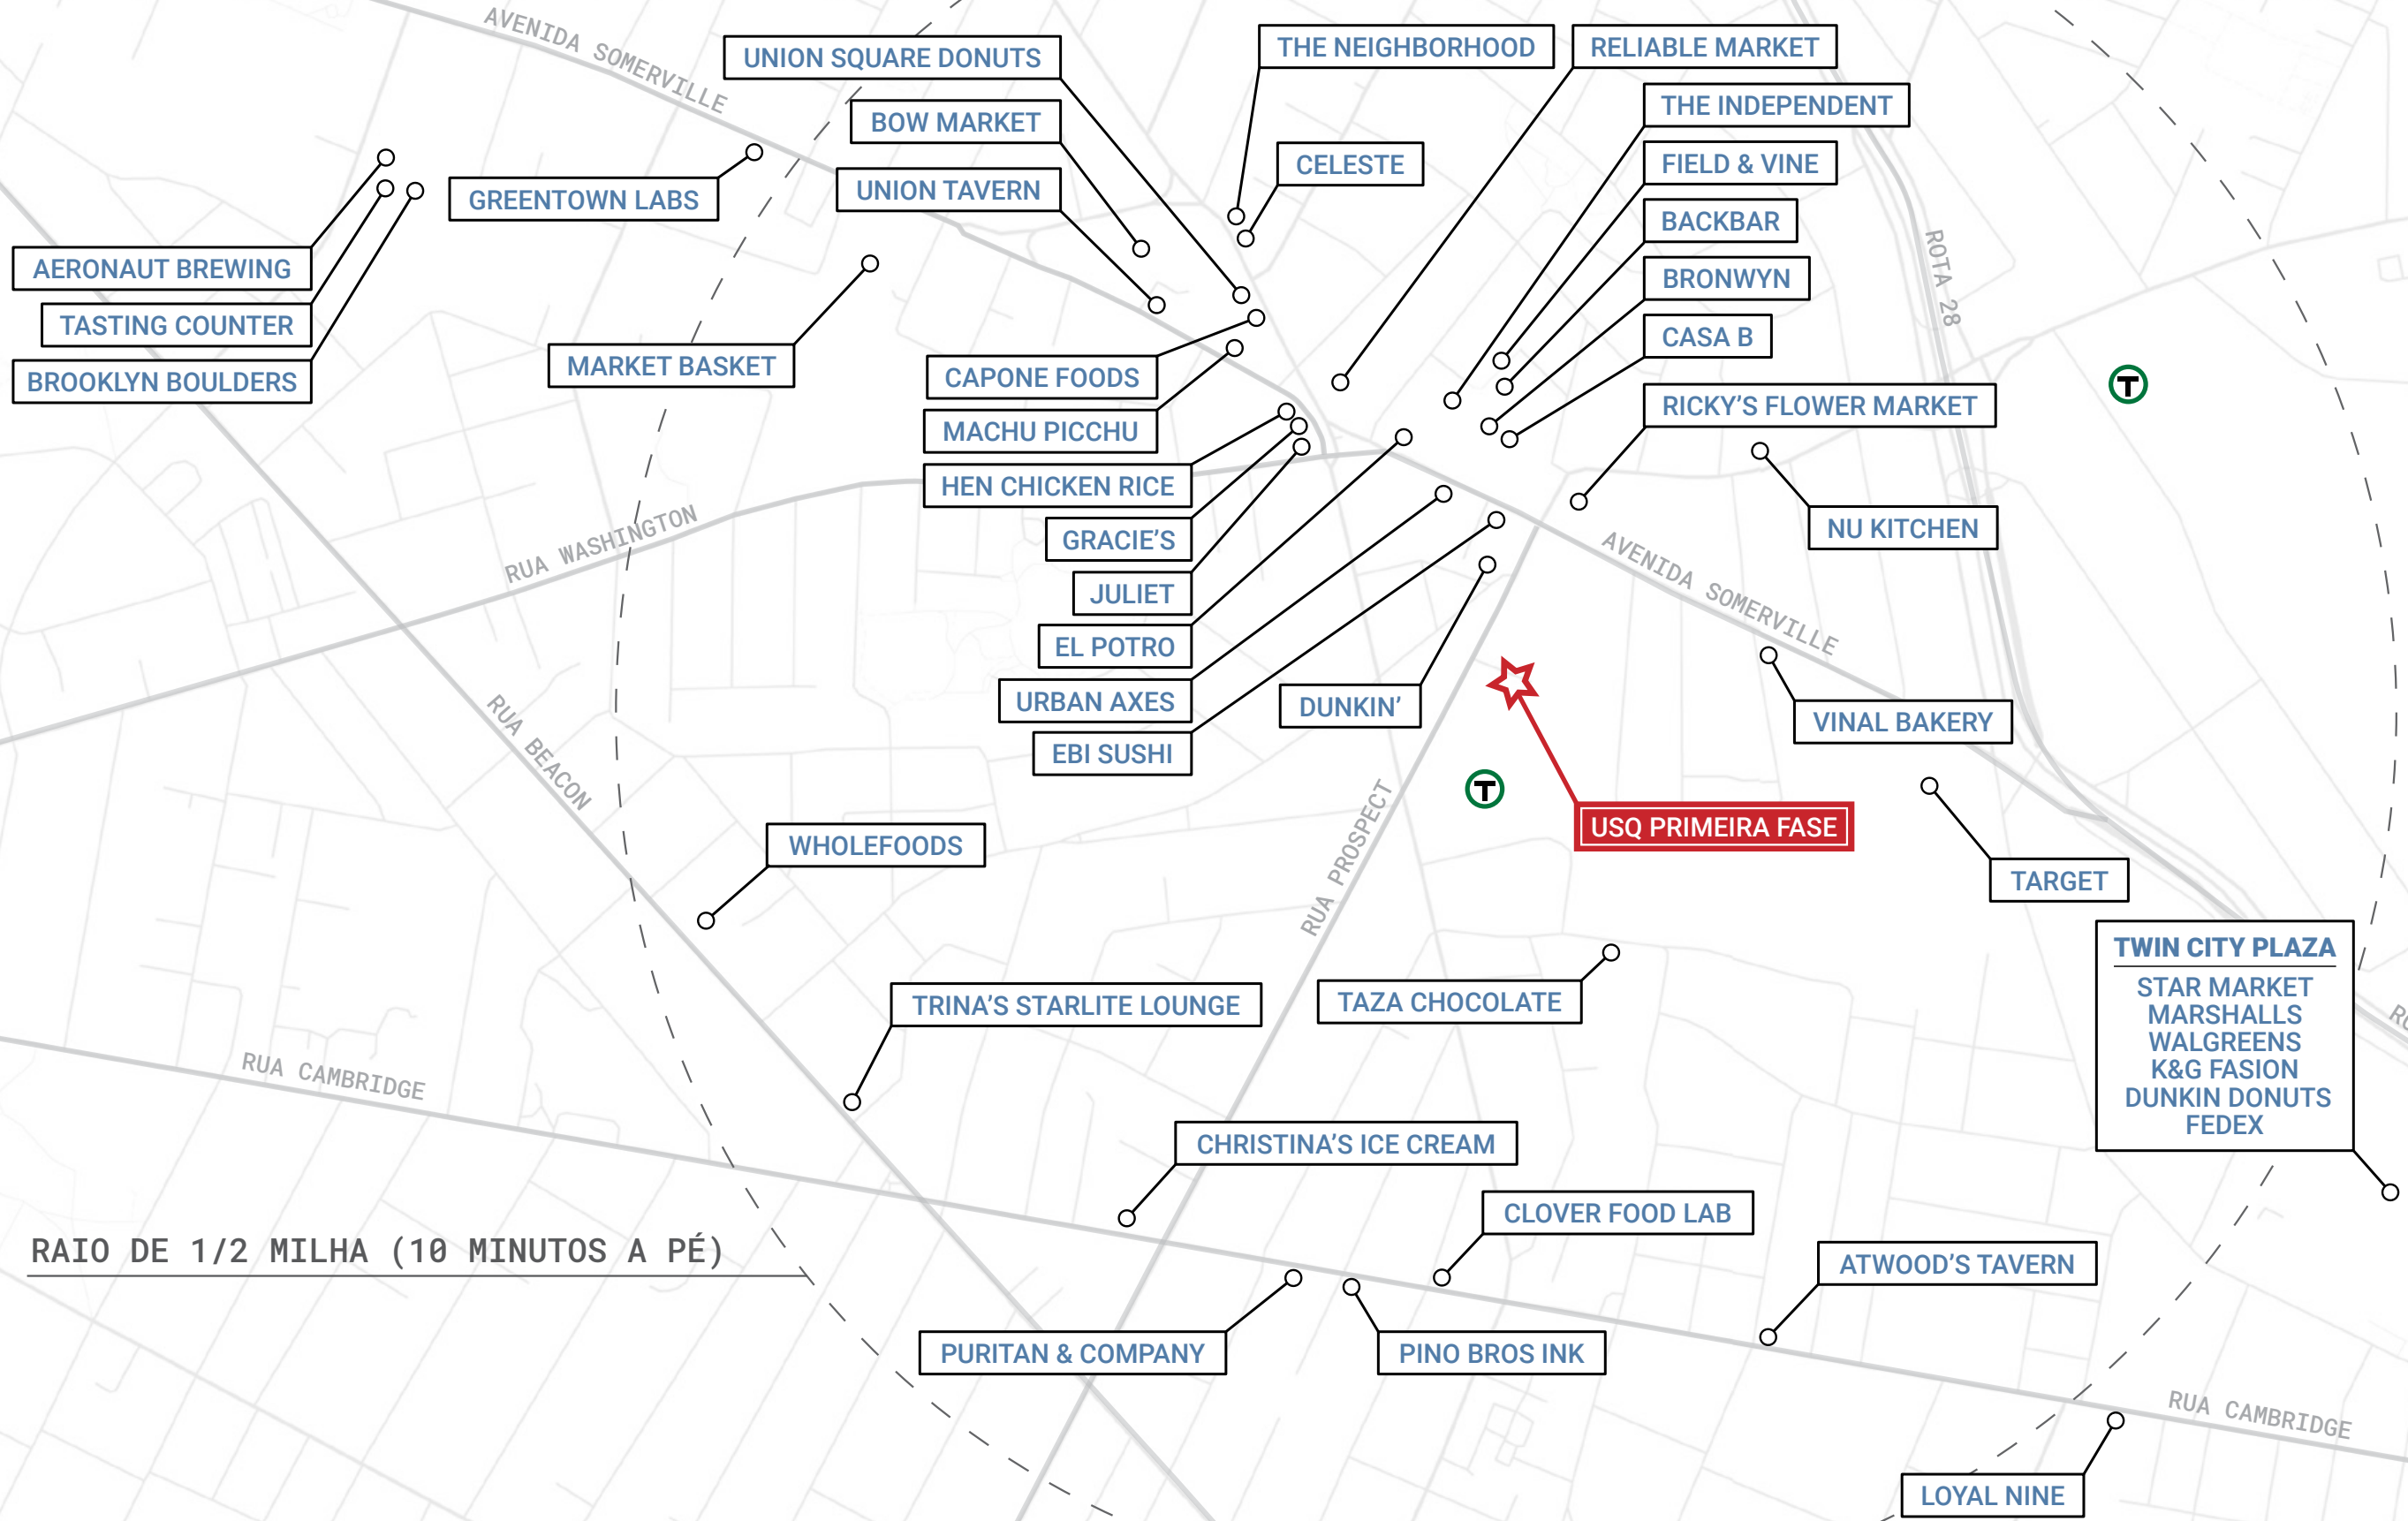 AVENIDA SOMERVILLE
UNION SQUARE DONUTS
THE NEIGHBORHOOD
RELIABLE MARKET
THE INDEPENDENT
BOW MARKET
CELESTE
FIELD & VINE
UNION TAVERN
GREENTOWN LABS
BACKBAR
ROTA 28
AERONAUT BREWING
BRONWYN
TASTING COUNTER
CASA B
MARKET BASKET
BROOKLYN BOULDERS
CAPONE FOODS
T
RICKY’S FLOWER MARKET
MACHU PICCHU
HEN CHICKEN RICE
RUA WASHINGTON
GRACIE’S
NU KITCHEN
AVENIDA SOMERVILLE
JULIET
EL POTRO
URBAN AXES
DUNKIN’
VINAL BAKERY
EBI SUSHI
RUA BEACON
T
RUA PROSPECT
USQ PRIMEIRA FASE
WHOLEFOODS
TARGET
TWIN CITY PLAZA
STAR MARKET
MARSHALLS
WALGREENS
K&G FASION
DUNKIN DONUTS
FEDEX
TRINA’S STARLITE LOUNGE
TAZA CHOCOLATE
RUA CAMBRIDGE
CHRISTINA’S ICE CREAM
CLOVER FOOD LAB
RAIO DE 1/2 MILHA (10 MINUTOS A PÉ)
ATWOOD’S TAVERN
PURITAN & COMPANY
PINO BROS INK
RUA CAMBRIDGE
LOYAL NINE